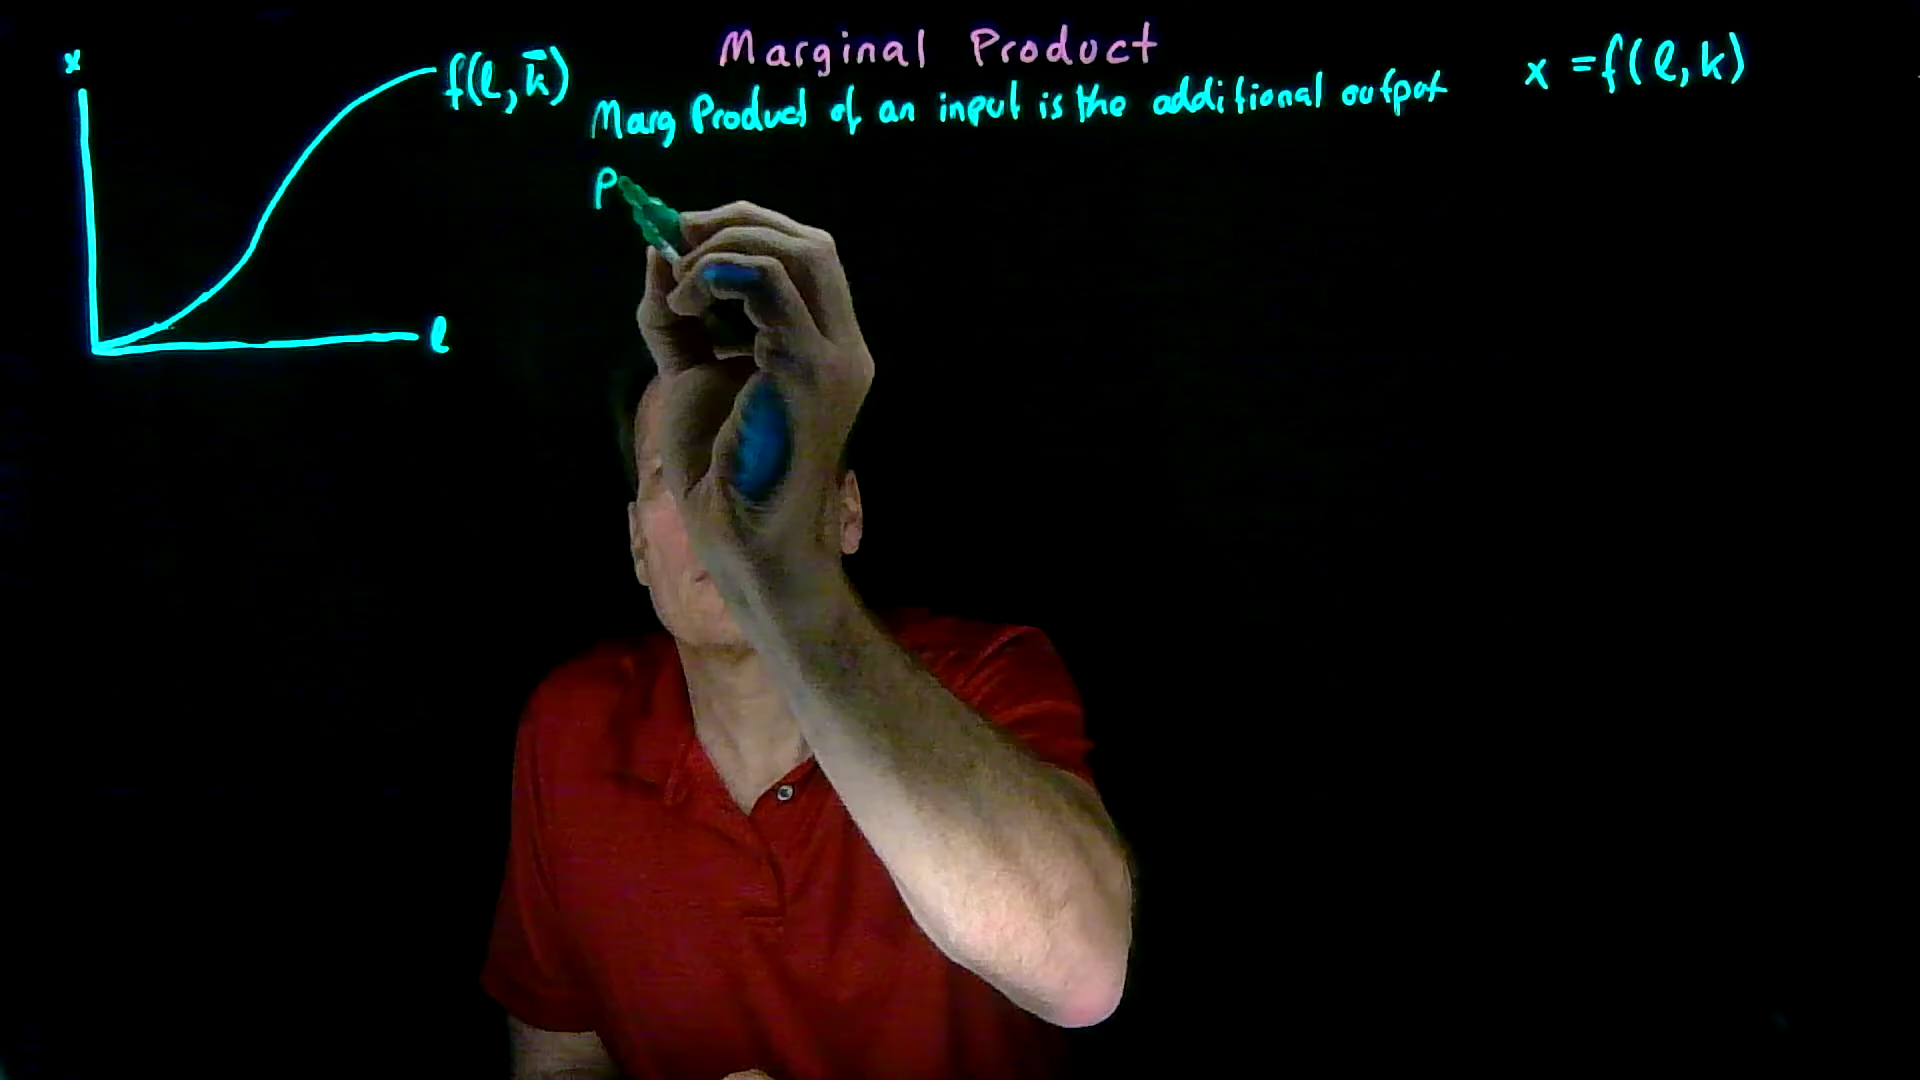 Marginal Product
x = f(l, k)
Marg Product of an input is the additional output
P
x
f(l, k̄)
l